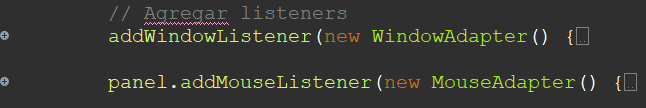 // Agregar listeners
addWindowListener(new WindowAdapter() {..
panel.addMouseListener(new MouseAdapter() {..